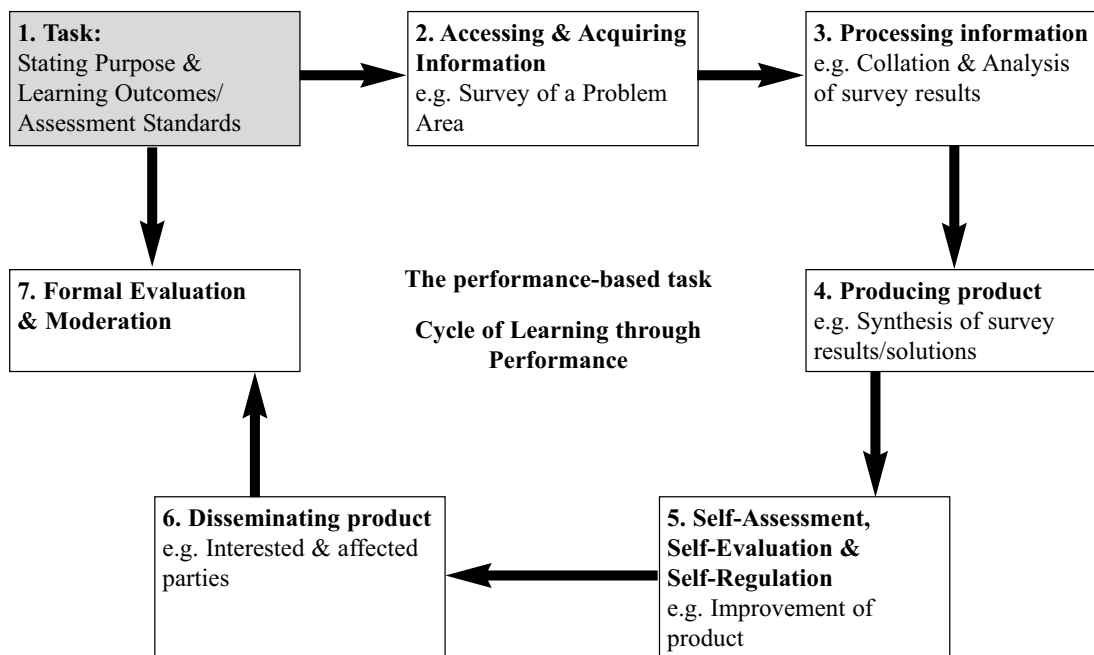 1. Task:
Stating Purpose &
Learning Outcomes/
Assessment Standards
2. Accessing & Acquiring
Information
e.g. Survey of a Problem
Area
3. Processing information
e.g. Collation & Analysis
of survey results
7. Formal Evaluation
& Moderation
The performance-based task
Cycle of Learning through
Performance
4. Producing product
e.g. Synthesis of survey
results/solutions
6. Disseminating product
e.g. Interested & affected
parties
5. Self-Assessment,
Self-Evaluation &
Self-Regulation
e.g. Improvement of
product